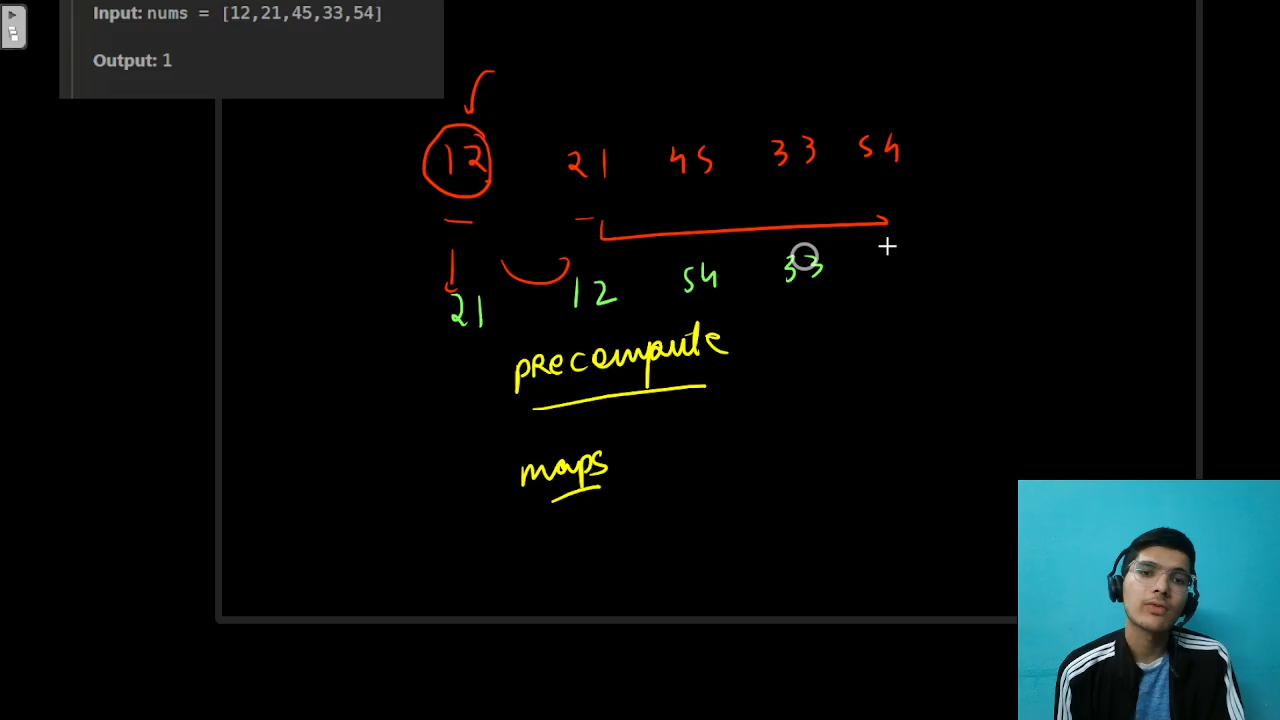 Input: nums = [12,21,45,33,54]
Output: 1
12 21 45 33 54
21 12 54 33
precompute
maps